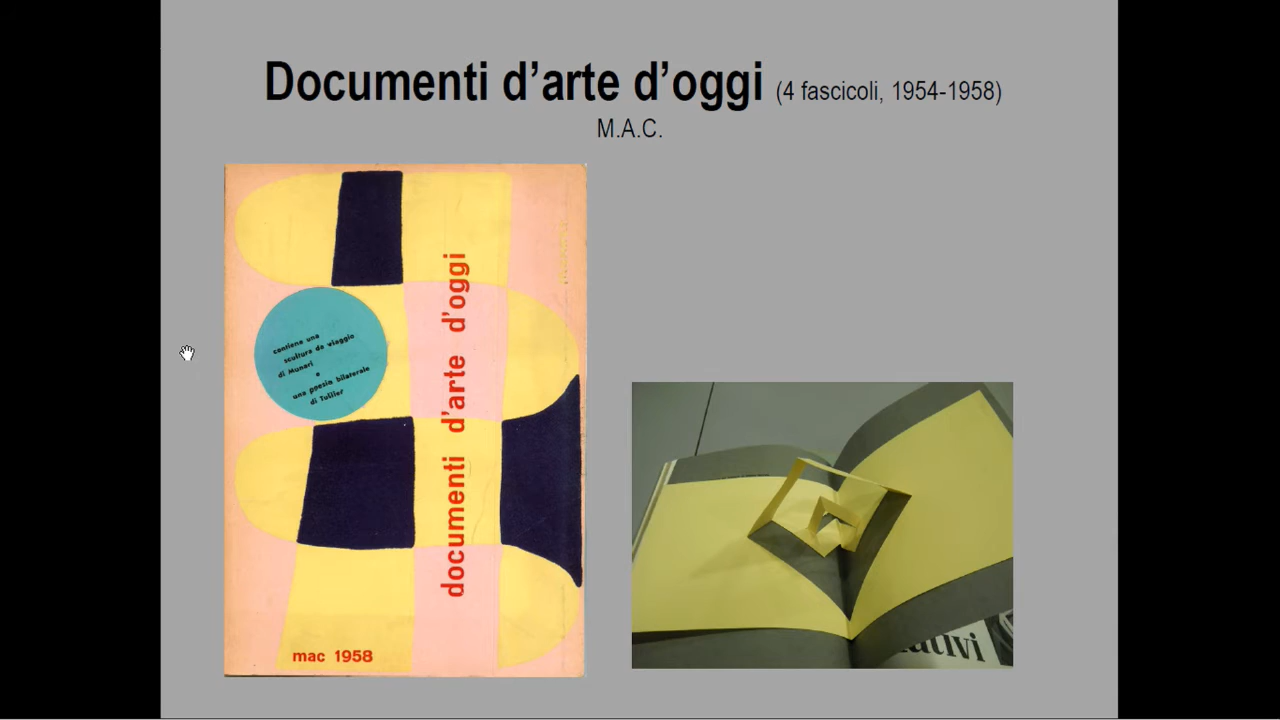 Documenti d’arte d’oggi (4 fascicoli, 1954-1958)
M.A.C.
contiene una
scultura da viaggio
di Munari
e
una poesia bilaterale
di Tullier
documenti d'arte d'oggi
mac 1958
ativi